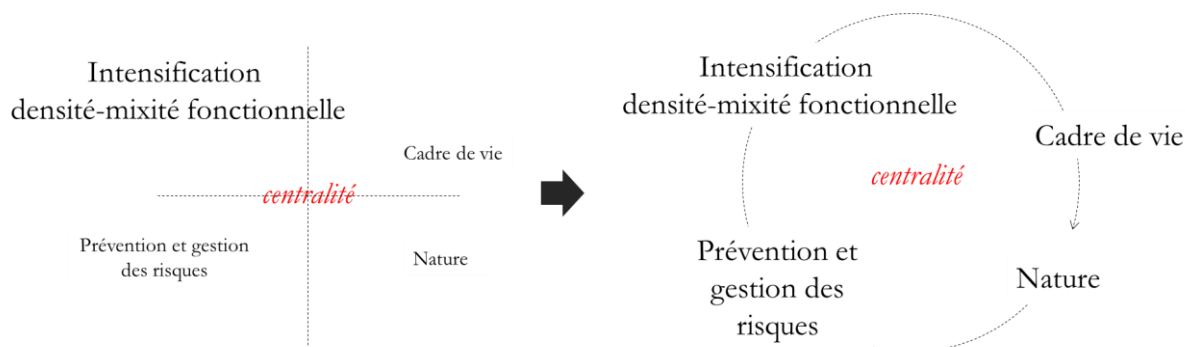 Intensification
densité-mixité fonctionnelle
Cadre de vie
centralité
Prévention et gestion
des risques
Nature
Intensification
densité-mixité fonctionnelle
Cadre de vie
centralité
Prévention et
gestion des
risques
Nature